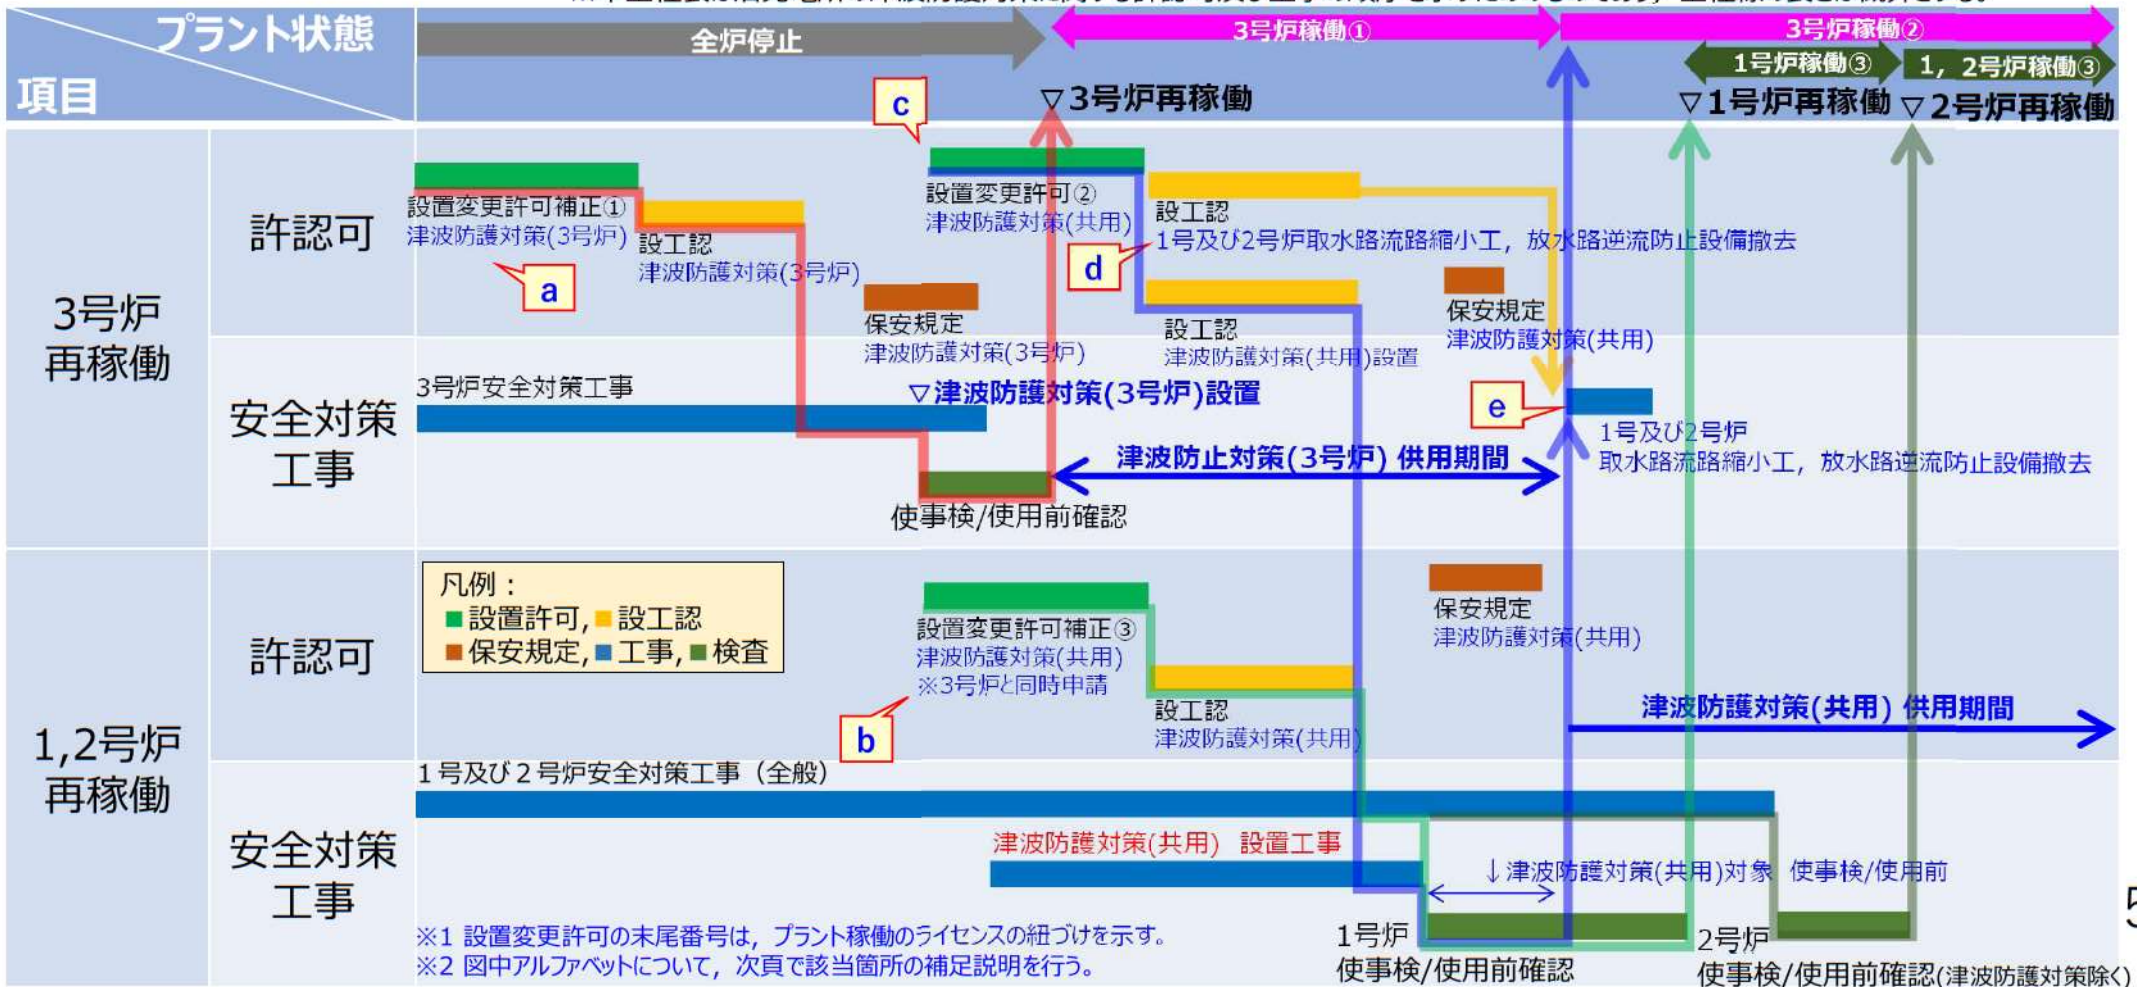 プラント状態
項目
全炉停止
3号炉稼働①
3号炉稼働②
1号炉稼働③
1，2号炉稼働③
▽3号炉再稼働
▽1号炉再稼働
▽2号炉再稼働
3号炉
再稼働
許認可
設置変更許可補正①
津波防護対策(3号炉)
a
設工認
津波防護対策(3号炉)
保安規定
津波防護対策(3号炉)
c
設置変更許可②
津波防護対策(共用)
設工認
1号及び2号炉取水路流路縮小工，放水路逆流防止設備撤去
d
設工認
津波防護対策(共用)設置
保安規定
津波防護対策(共用)
安全対策
工事
3号炉安全対策工事
▽津波防護対策(3号炉)設置
津波防止対策(3号炉) 供用期間
使事検/使用前確認
e
1号及び2号炉
取水路流路縮小工，放水路逆流防止設備撤去
1,2号炉
再稼働
許認可
凡例：
■設置許可,■設工認
■保安規定,■工事,■検査
設置変更許可補正③
津波防護対策(共用)
※3号炉と同時申請
b
設工認
津波防護対策(共用)
保安規定
津波防護対策(共用)
津波防護対策(共用) 供用期間
安全対策
工事
1号及び2号炉安全対策工事（全般）
津波防護対策(共用) 設置工事
↓津波防護対策(共用)対象 使事検/使用前
1号炉
使事検/使用前確認
2号炉
使事検/使用前確認(津波防護対策除く)
※1 設置変更許可の末尾番号は，プラント稼働のライセンスの紐づけを示す。
※2 図中アルファベットについて，次頁で該当箇所の補足説明を行う。